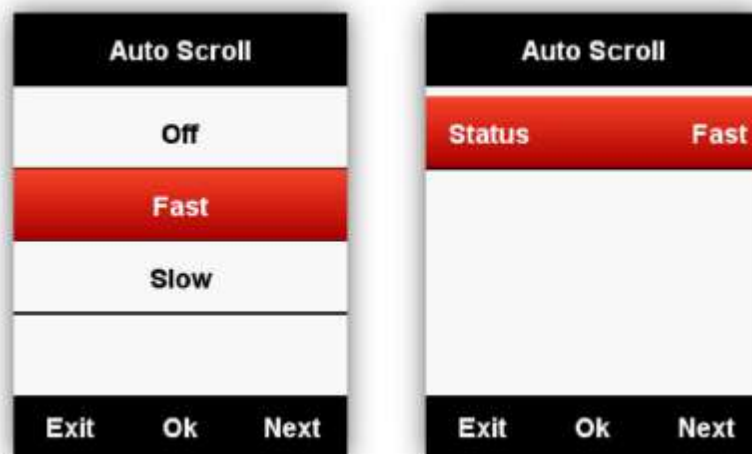 Auto Scroll
Off
Fast
Slow
Exit Ok Next
Auto Scroll
Status Fast
Exit Ok Next